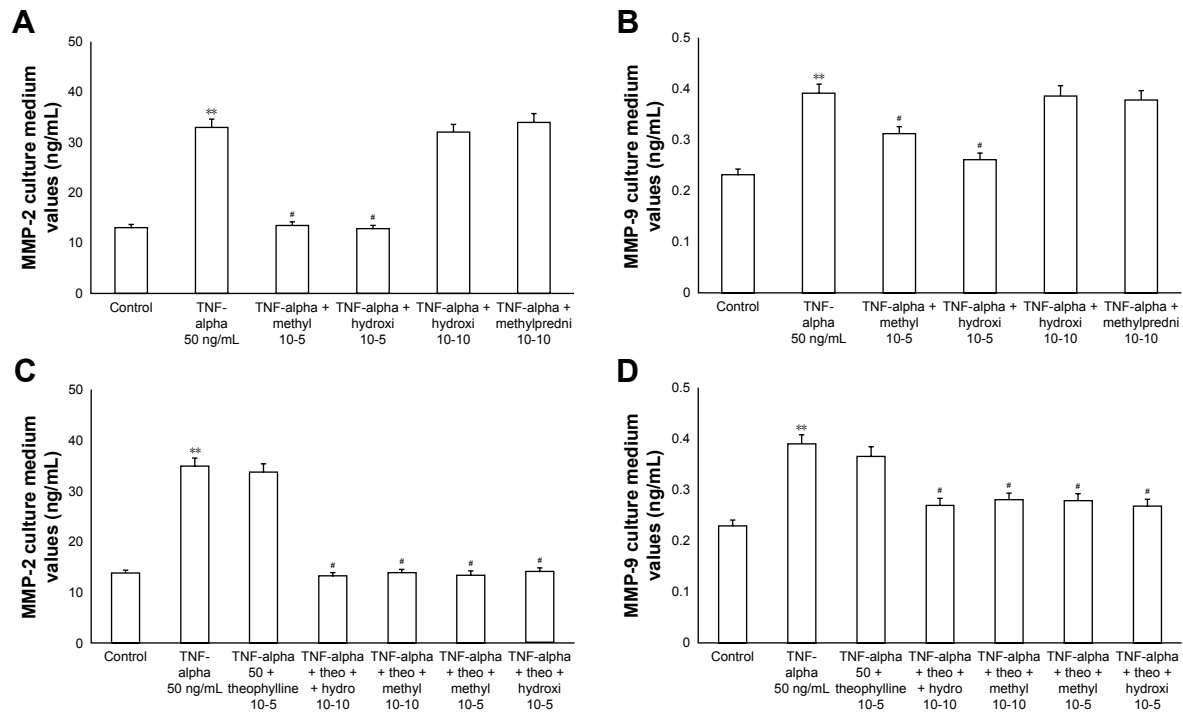 A
MMP-2 culture medium
values (ng/mL)
50
40
30
20
10
0
**
#
#
Control
TNF-
alpha
50 ng/mL
TNF-alpha +
methyl
10-5
TNF-alpha +
hydroxi
10-5
TNF-alpha +
hydroxi
10-10
TNF-alpha +
methylpredni
10-10
B
MMP-9 culture medium
values (ng/mL)
0.5
0.4
0.3
0.2
0.1
0
**
#
#
Control
TNF-
alpha
50 ng/mL
TNF-alpha +
methyl
10-5
TNF-alpha +
hydroxi
10-5
TNF-alpha +
hydroxi
10-10
TNF-alpha +
methylpredni
10-10
C
MMP-2 culture medium
values (ng/mL)
50
40
30
20
10
0
**
#
#
#
#
Control
TNF-
alpha
50 ng/mL
TNF-alpha
50 +
theophylline
10-5
TNF-alpha
+ theo +
+ hydro
10-10
TNF-alpha
+ theo +
methyl
10-10
TNF-alpha
+ theo +
methyl
10-5
TNF-alpha
+ theo +
hydroxi
10-5
D
MMP-9 culture medium
values (ng/mL)
0.5
0.4
0.3
0.2
0.1
0
**
#
#
#
#
Control
TNF-
alpha
50 ng/mL
TNF-alpha
50 +
theophylline
10-5
TNF-alpha
+ theo +
+ hydro
10-10
TNF-alpha
+ theo +
methyl
10-10
TNF-alpha
+ theo +
methyl
10-5
TNF-alpha
+ theo +
hydroxi
10-5